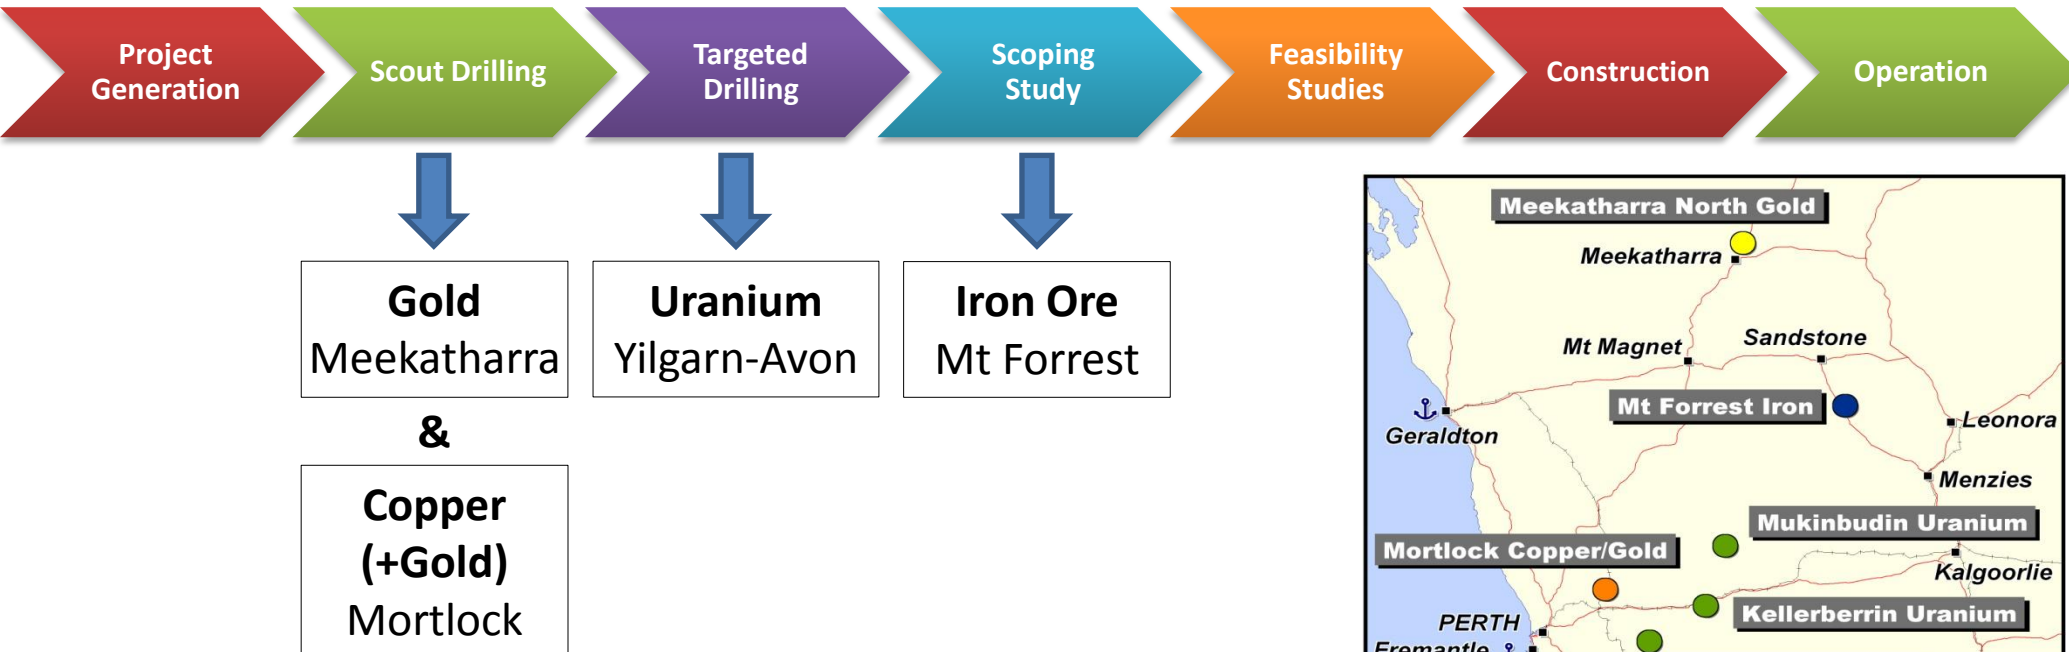 Project
Generation
Scout Drilling
Targeted
Drilling
Scoping
Study
Feasibility
Studies
Construction
Operation
Gold
Meekatharra
&
Copper
(+Gold)
Mortlock
Uranium
Yilgarn-Avon
Iron Ore
Mt Forrest
Meekatharra North Gold
Meekatharra
Mt Magnet
Sandstone
Mt Forrest Iron
Geraldton
Leonora
Menzies
Mukinbudin Uranium
Mortlock Copper/Gold
Kalgoorlie
Kellerberrin Uranium
PERTH
Fremantle